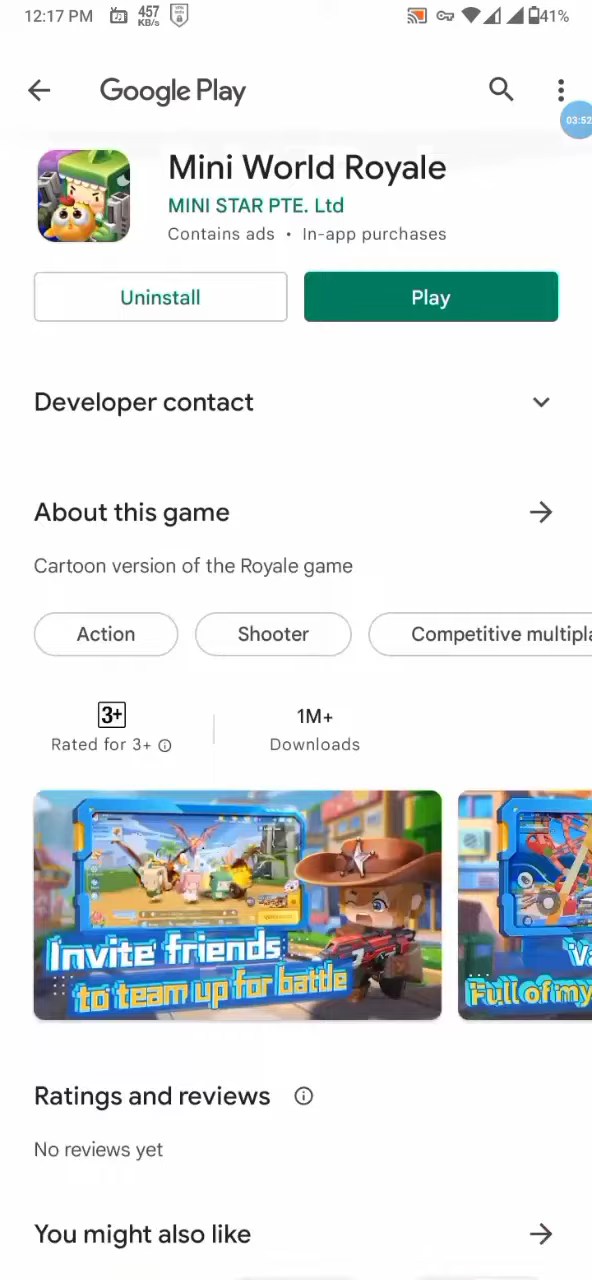 12:17 PM 457 KB/s 41%
Google Play
03:52
Mini World Royale
MINI STAR PTE. Ltd
Contains ads • In-app purchases
Uninstall Play
Developer contact
About this game
Cartoon version of the Royale game
Action Shooter Competitive multipla
3+ 1M+
Rated for 3+ Downloads
Invite friends
to team up for battle
Full of my
Ratings and reviews
No reviews yet
You might also like